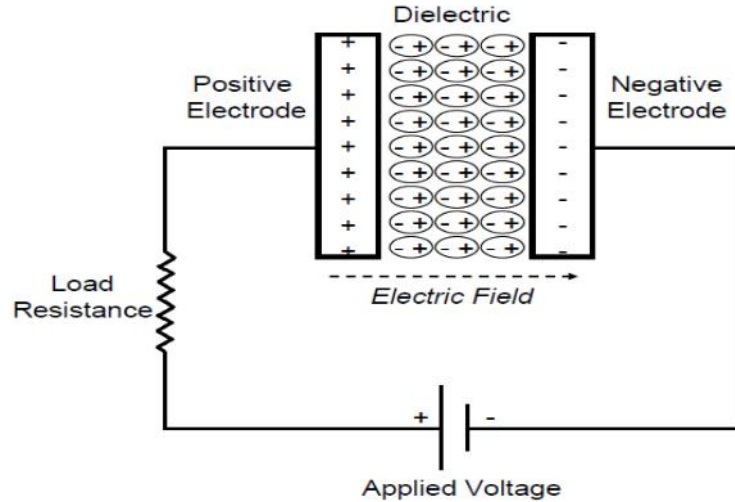 Dielectric
Positive
Electrode
Negative
Electrode
+ + + + + + + + +
- + - + - +
- + - + - +
- + - + - +
- + - + - +
- + - + - +
- + - + - +
- + - + - +
- + - + - +
- + - + - +
- - - - - - - - -
Electric Field
Load
Resistance
+ -
Applied Voltage